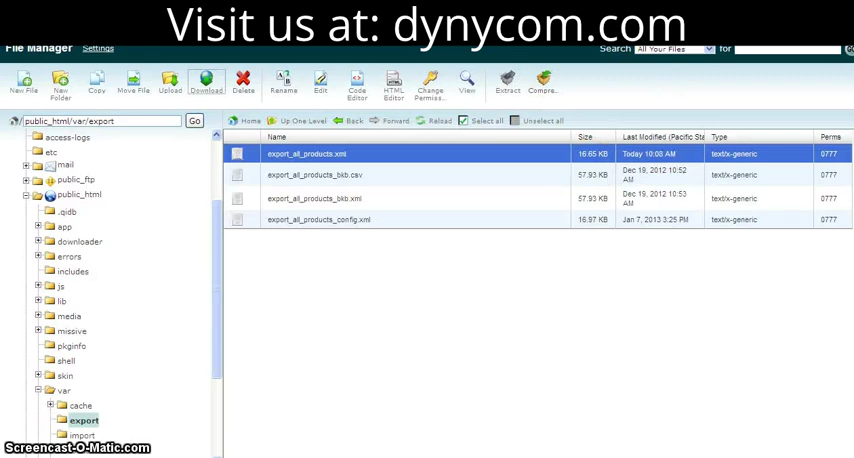 Visit us at: dynycom.com
File Manager Settings Search All Your Files for Go
New File New Folder Copy Move File Upload Download Delete Rename Edit Code Editor HTML Editor Change Permiss... View Extract Compre...
public_html/var/export Go Home Up One Level Back Forward Reload Select all Unselect all
Name Size Last Modified (Pacific Sta Type Perms
export_all_products.xml 16.65 KB Today 10:08 AM text/x-generic 0777
export_all_products_bkb.csv 57.93 KB Dec 19, 2012 10:52 AM text/x-generic 0777
export_all_products_bkb.xml 57.93 KB Dec 19, 2012 10:53 AM text/x-generic 0777
export_all_products_config.xml 16.97 KB Jan 7, 2013 3:25 PM text/x-generic 0777
access-logs
etc
mail
public_ftp
public_html
.qidb
app
downloader
errors
includes
js
lib
media
missive
pkginfo
shell
skin
var
cache
export
import
Screencast-O-Matic.com